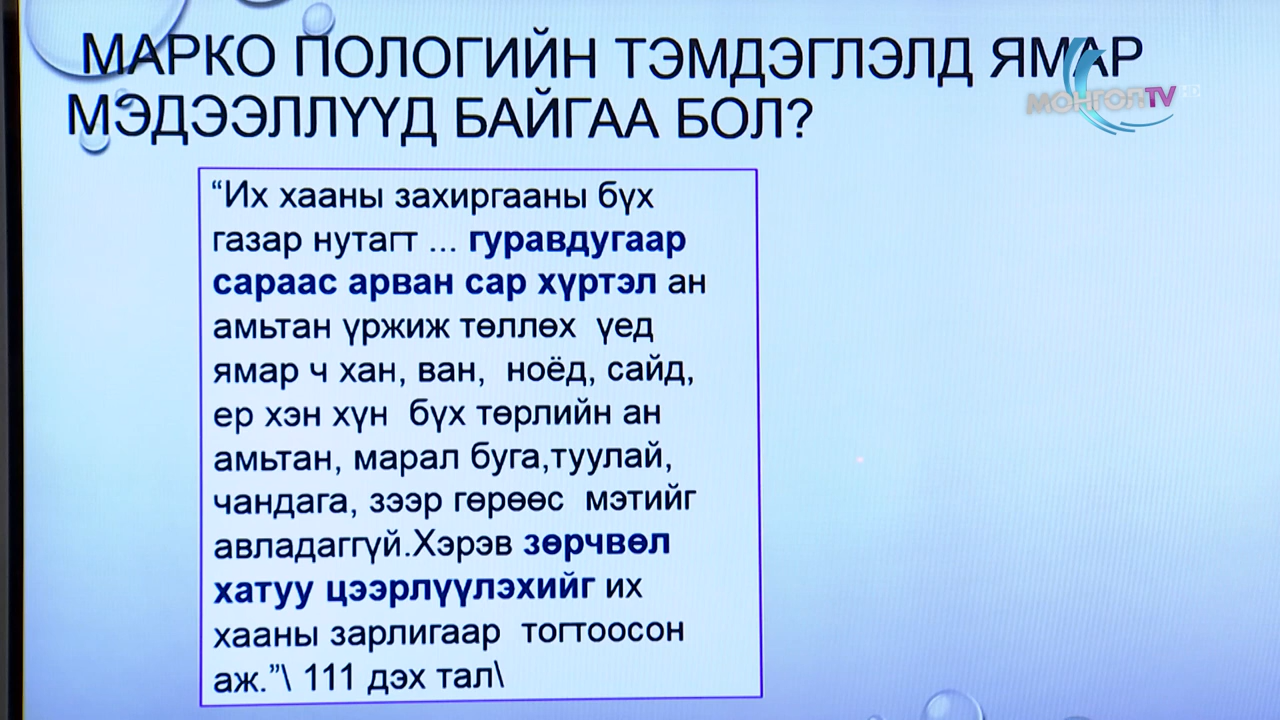 МАРКО ПОЛОГИЙН ТЭМДЭГЛЭЛД ЯМАР
МЭДЭЭЛЛҮҮД БАЙГАА БОЛ?
МОНГОЛTV HD
“Их хааны захиргааны бүх
газар нутагт ... гуравдугаар
сараас арван сар хүртэл ан
амьтан үржиж төллөх үед
ямар ч хан, ван, ноёд, сайд,
ер хэн хүн бүх төрлийн ан
амьтан, марал буга,туулай,
чандага, зээр гөрөөс мэтийг
авладаггүй.Хэрэв зөрчвөл
хатуу цээрлүүлэхийг их
хааны зарлигаар тогтоосон
аж.”\ 111 дэх тал\